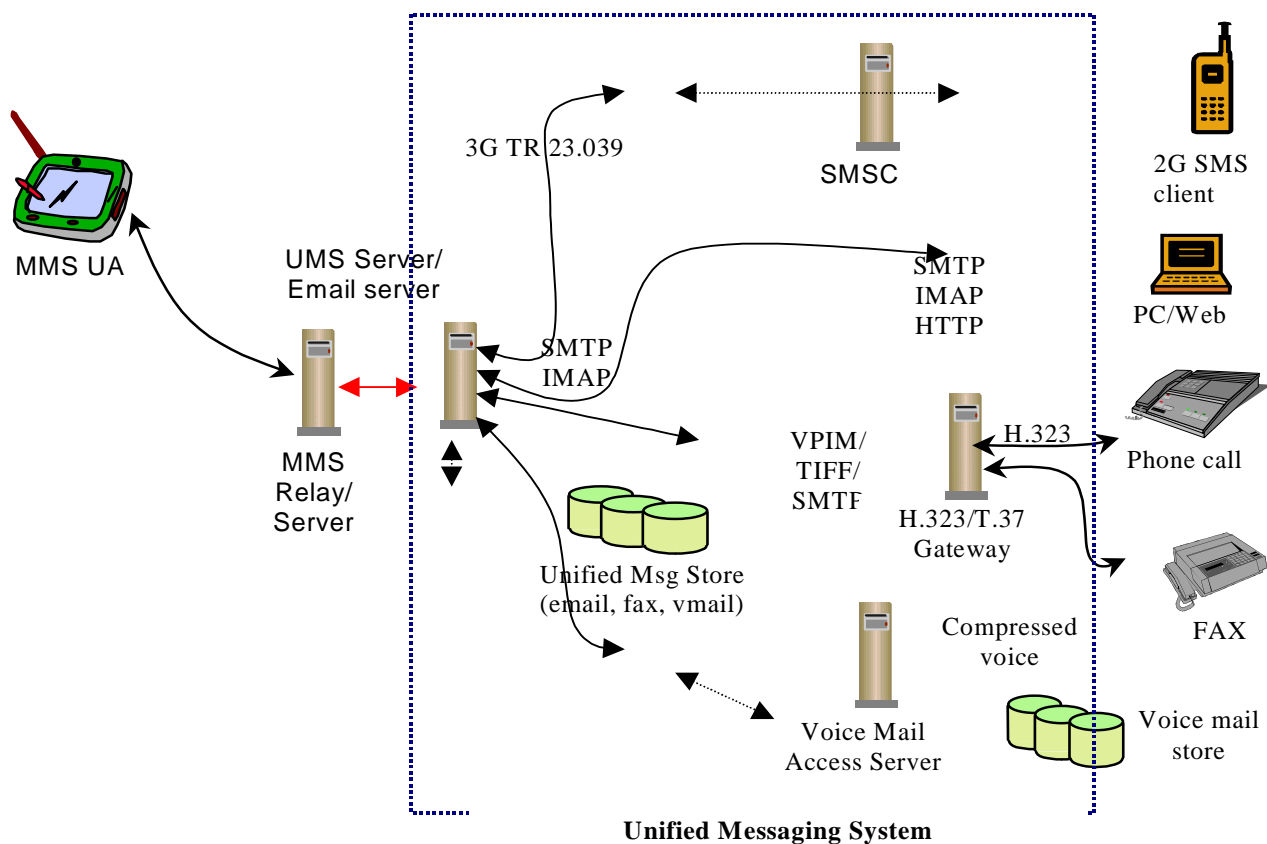 3G TR 23.039
SMSC
2G SMS
client
MMS UA
UMS Server/
Email server
SMTP
IMAP
HTTP
PC/Web
SMTP
IMAP
MMS
Relay/
Server
VPIM/
TIFF/
SMTP
H.323
Phone call
H.323/T.37
Gateway
Unified Msg Store
(email, fax, vmail)
FAX
Compressed
voice
Voice Mail
Access Server
Voice mail
store
Unified Messaging System